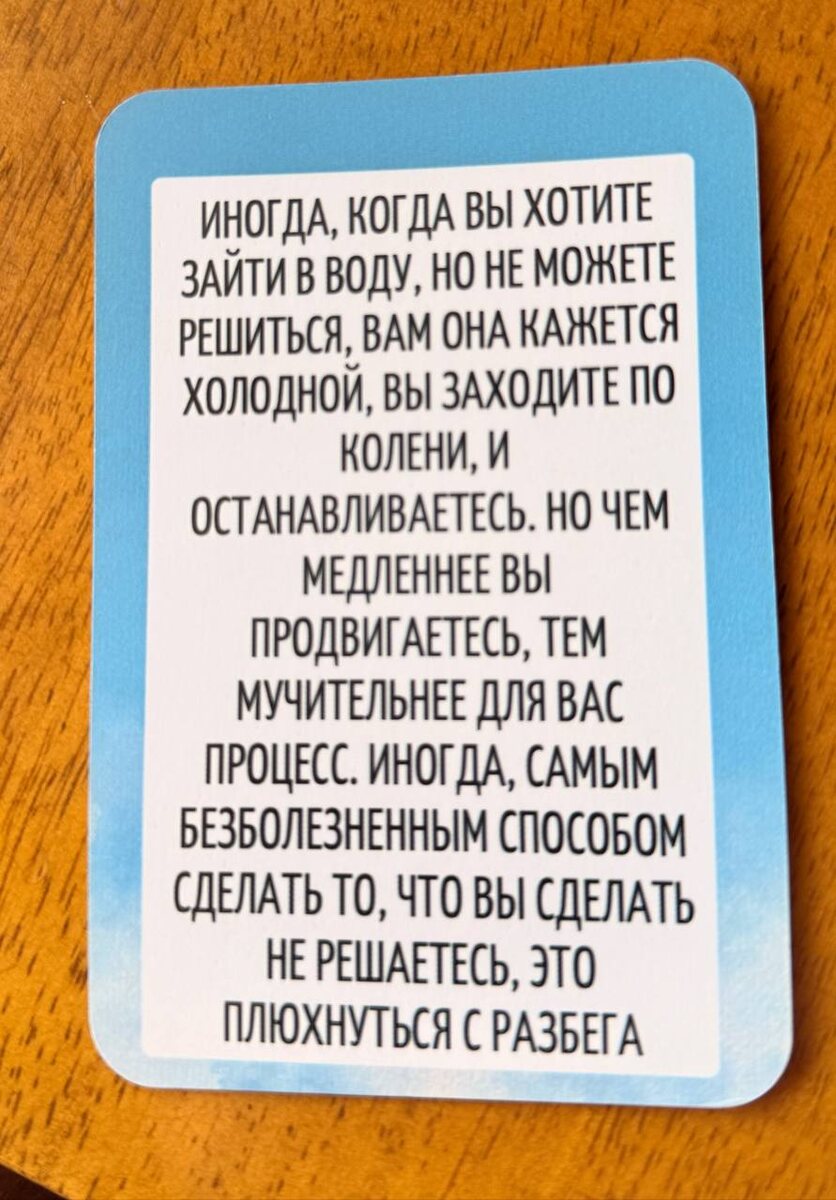 ИНОГДА, КОГДА ВЫ ХОТИТЕ
ЗАЙТИ В ВОДУ, НО НЕ МОЖЕТЕ
РЕШИТЬСЯ, ВАМ ОНА КАЖЕТСЯ
ХОЛОДНОЙ, ВЫ ЗАХОДИТЕ ПО
КОЛЕНИ, И
ОСТАНАВЛИВАЕТЕСЬ. НО ЧЕМ
МЕДЛЕННЕЕ ВЫ
ПРОДВИГАЕТЕСЬ, ТЕМ
МУЧИТЕЛЬНЕЕ ДЛЯ ВАС
ПРОЦЕСС. ИНОГДА, САМЫМ
БЕЗБОЛЕЗНЕННЫМ СПОСОБОМ
СДЕЛАТЬ ТО, ЧТО ВЫ СДЕЛАТЬ
НЕ РЕШАЕТЕСЬ, ЭТО
ПЛЮХНУТЬСЯ С РАЗБЕГА